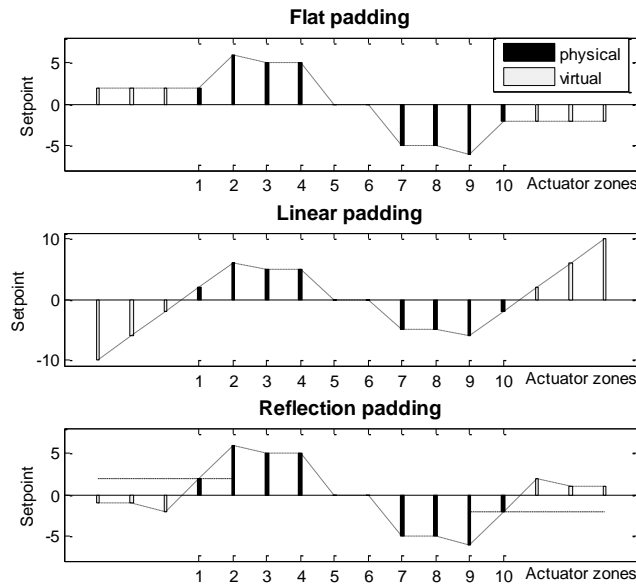 Flat padding
physical
virtual
Setpoint
5
0
-5
1 2 3 4 5 6 7 8 9 10 Actuator zones
Linear padding
Setpoint
10
0
-10
1 2 3 4 5 6 7 8 9 10 Actuator zones
Reflection padding
Setpoint
5
0
-5
1 2 3 4 5 6 7 8 9 10 Actuator zones